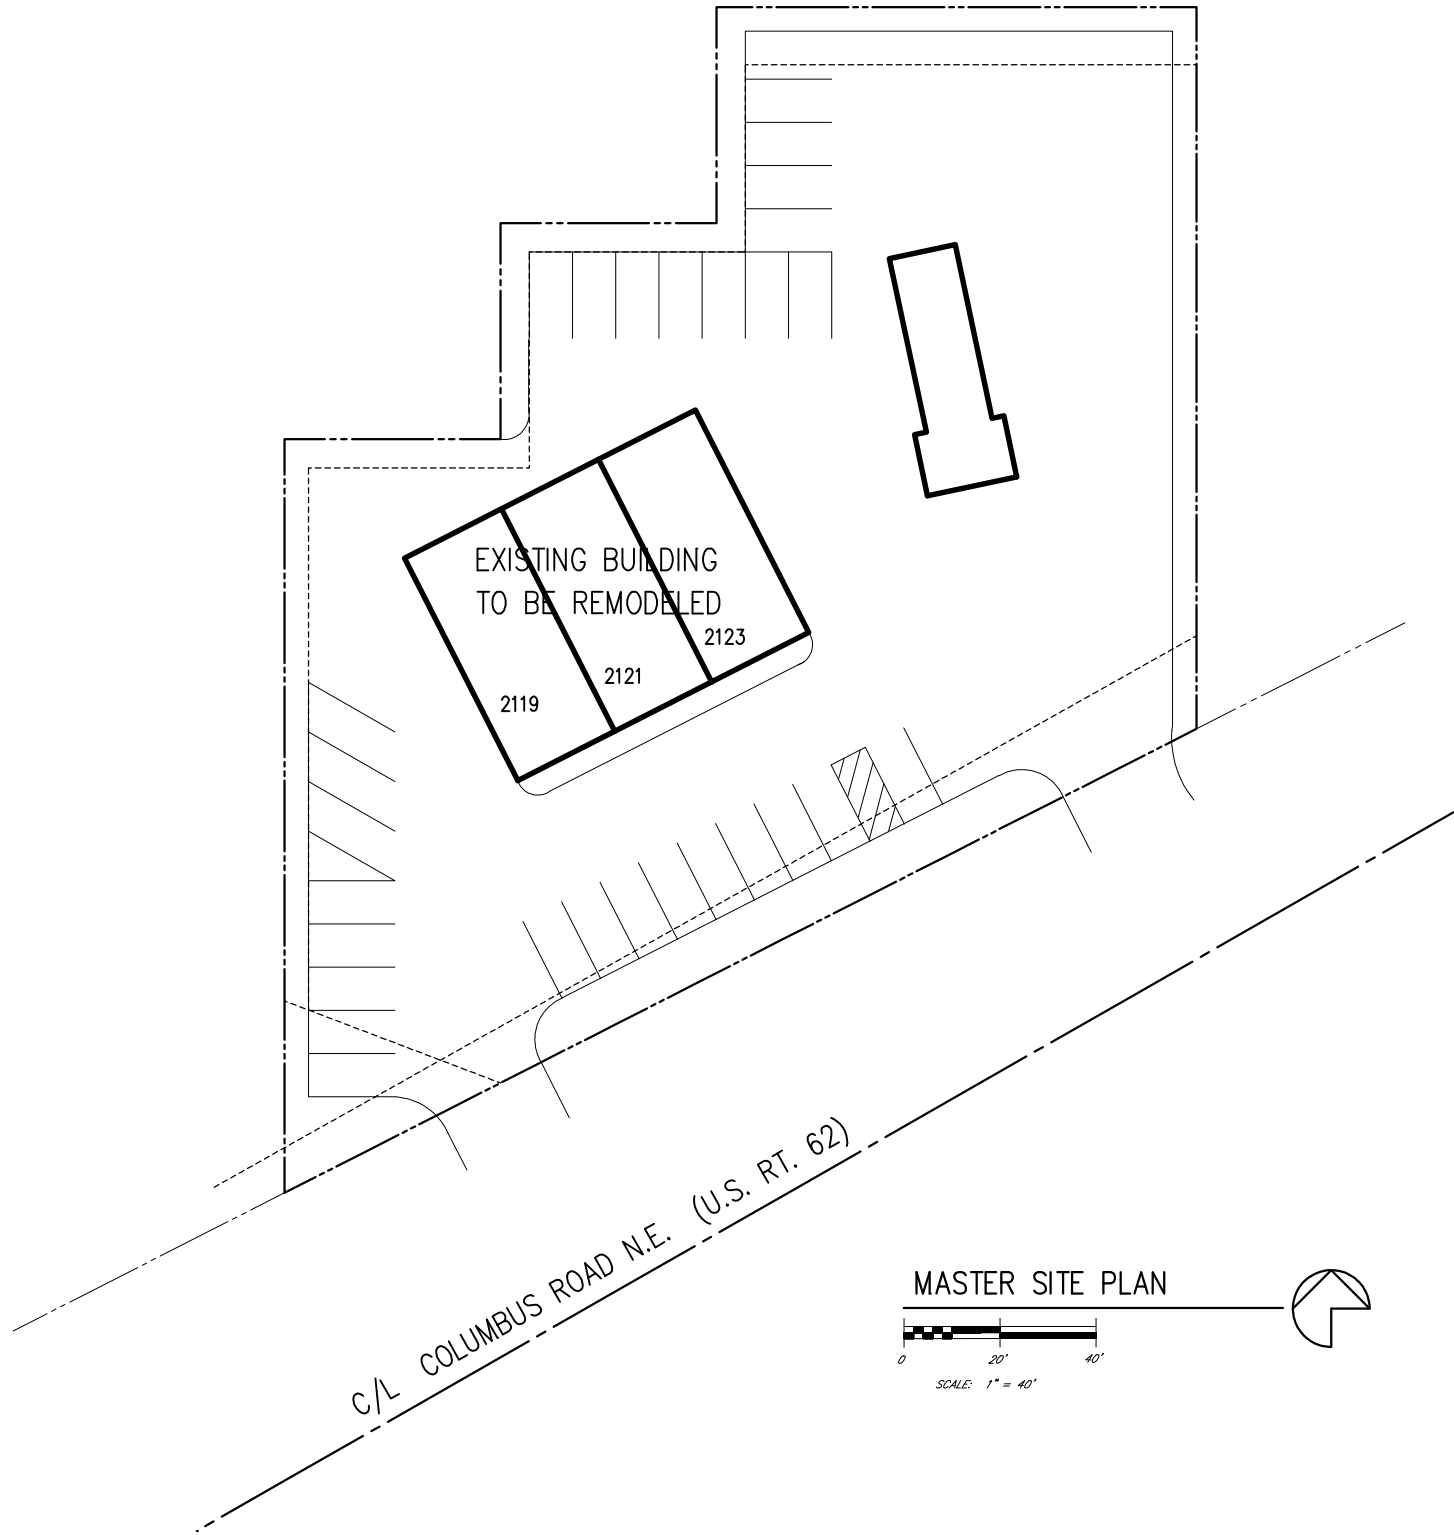 EXISTING BUILDING
TO BE REMODELED
2123
2121
2119
C/L COLUMBUS ROAD N.E. (U.S. RT. 62)
MASTER SITE PLAN
0 20' 40'
SCALE: 1" = 40'